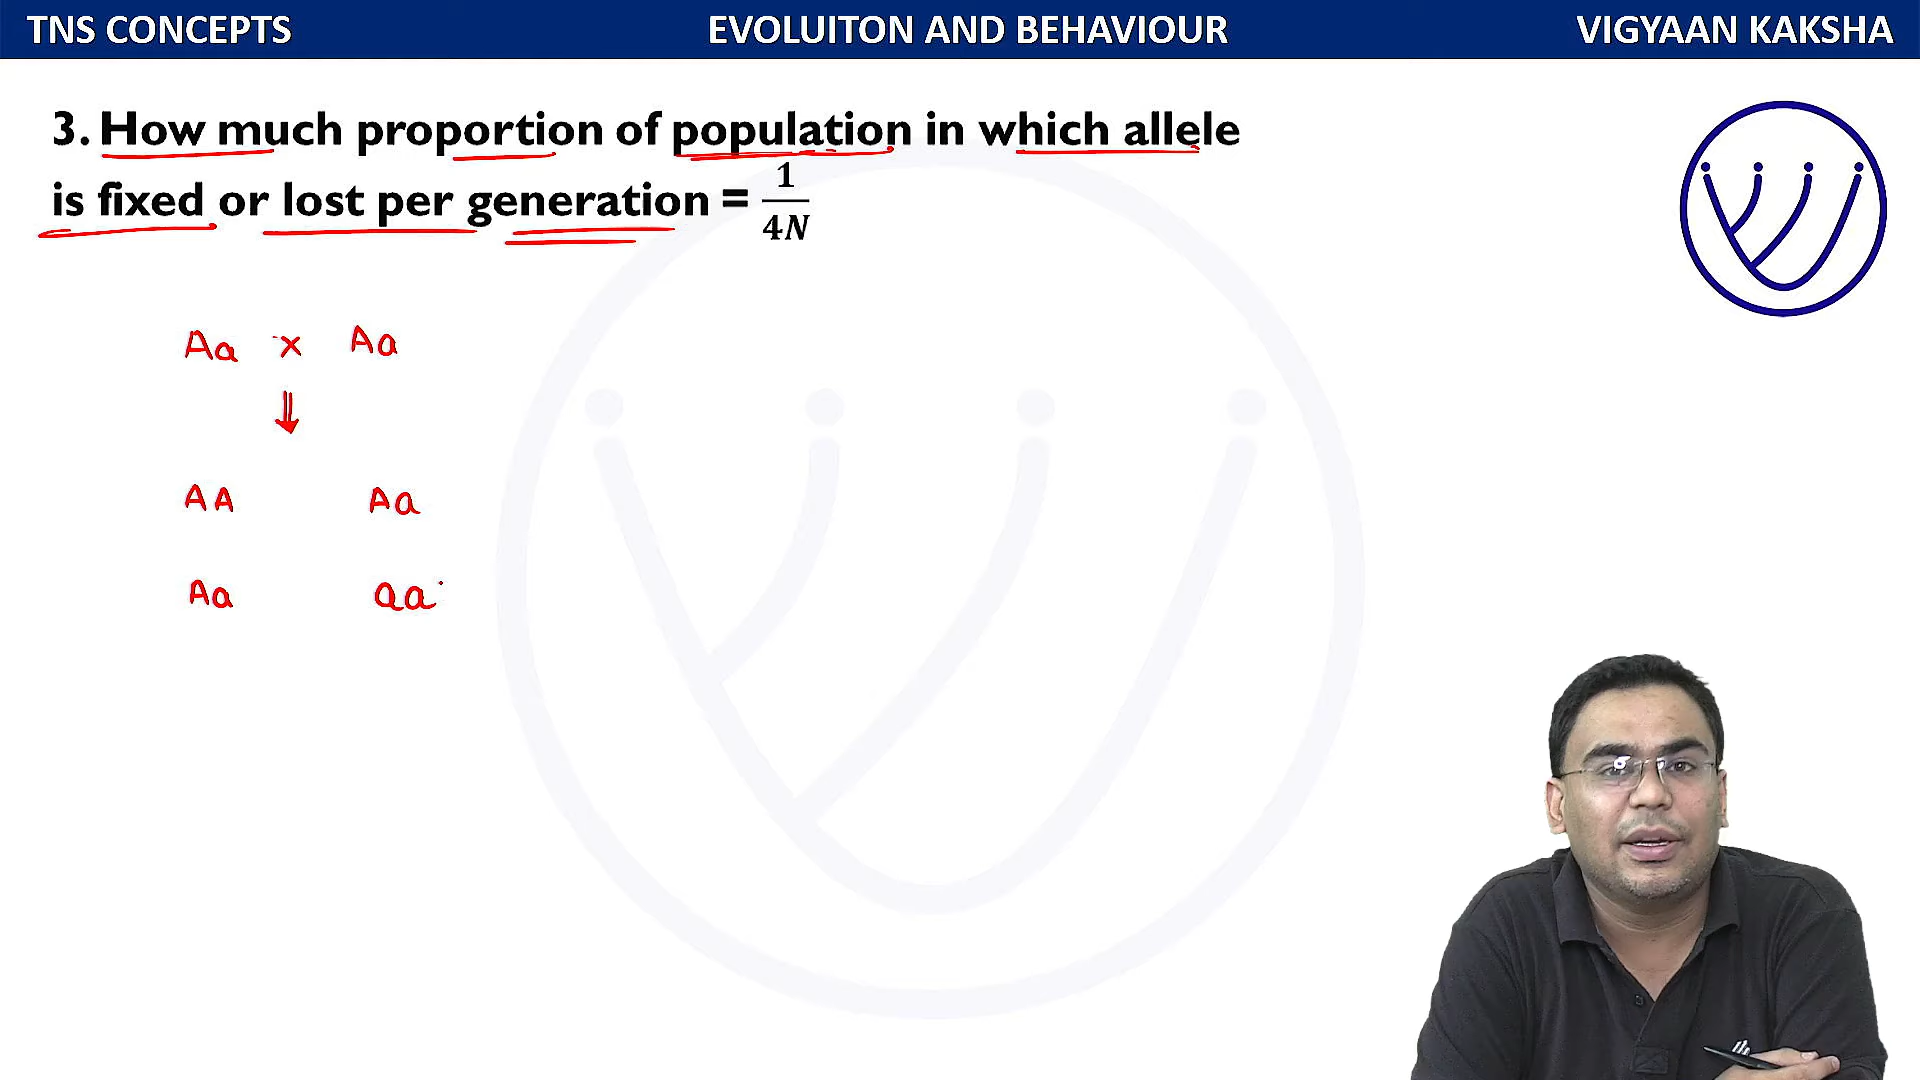 TNS CONCEPTS EVOLUITON AND BEHAVIOUR VIGYAAN KAKSHA
3. How much proportion of population in which allele
is fixed or lost per generation = 1/4N
Aa × Aa
⇓
AA Aa
Aa aa